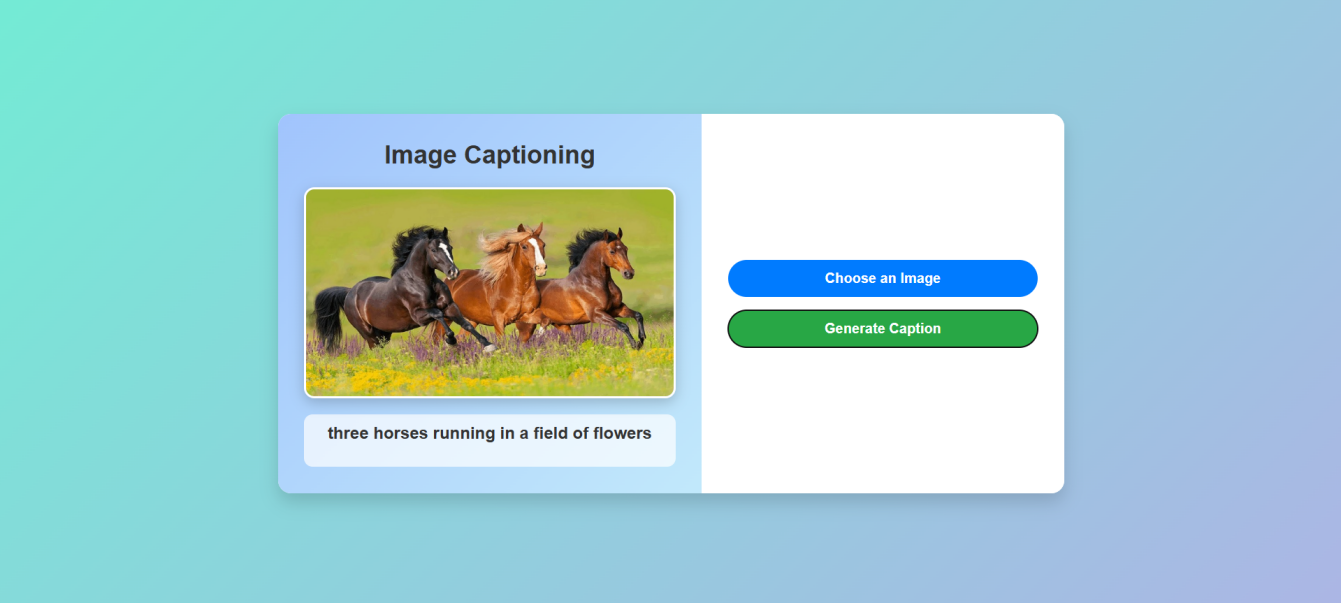 Image Captioning
three horses running in a field of flowers
Choose an Image
Generate Caption